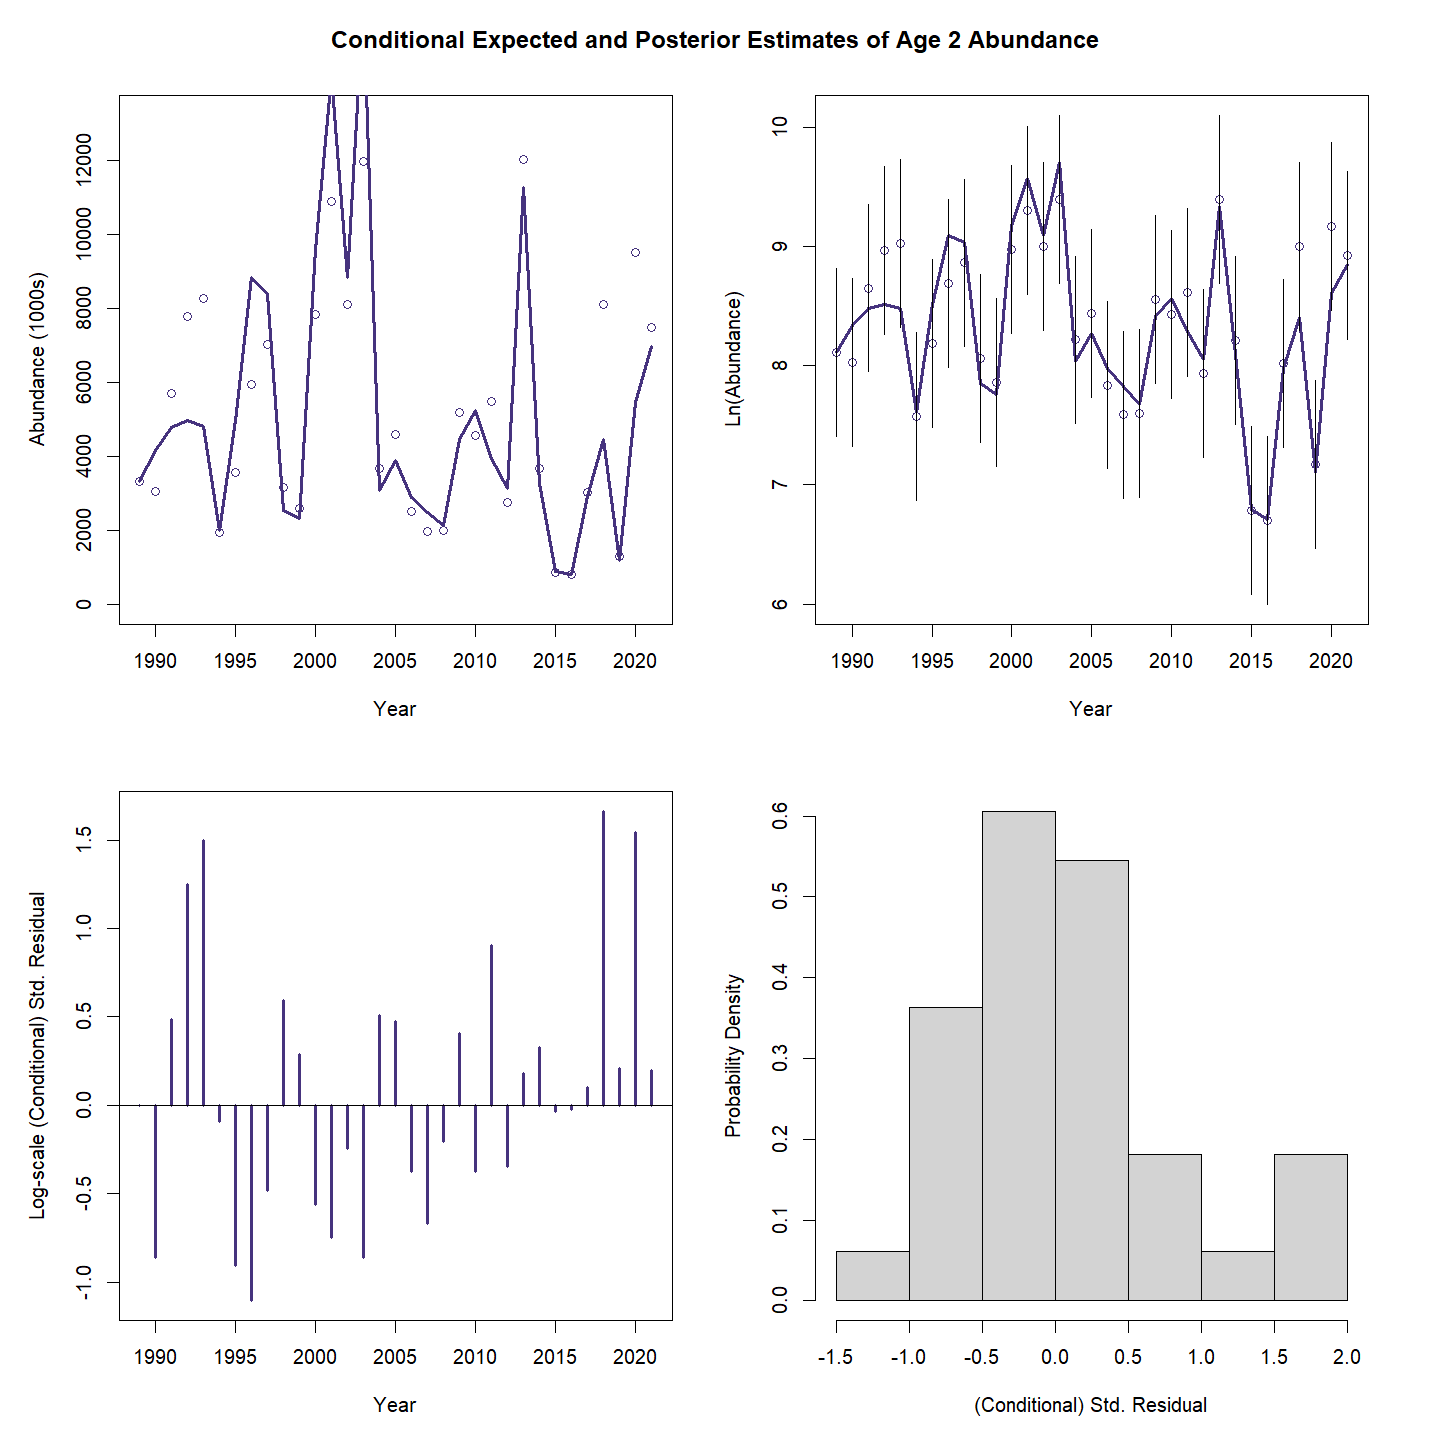 Conditional Expected and Posterior Estimates of Age 2 Abundance
Abundance (1000s)
0 2000 4000 6000 8000 10000 12000
1990 1995 2000 2005 2010 2015 2020
Year
Ln(Abundance)
6 7 8 9 10
1990 1995 2000 2005 2010 2015 2020
Year
Log-scale (Conditional) Std. Residual
-1.0 -0.5 0.0 0.5 1.0 1.5
1990 1995 2000 2005 2010 2015 2020
Year
Probability Density
0.0 0.1 0.2 0.3 0.4 0.5 0.6
-1.5 -1.0 -0.5 0.0 0.5 1.0 1.5 2.0
(Conditional) Std. Residual